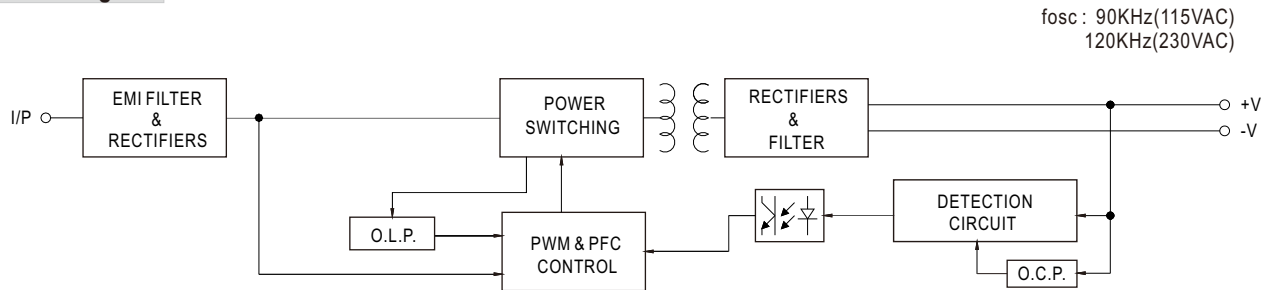 fosc : 90KHz(115VAC)
120KHz(230VAC)
I/P
EMI FILTER
&
RECTIFIERS
POWER
SWITCHING
RECTIFIERS
&
FILTER
+V
-V
O.L.P.
PWM & PFC
CONTROL
DETECTION
CIRCUIT
O.C.P.